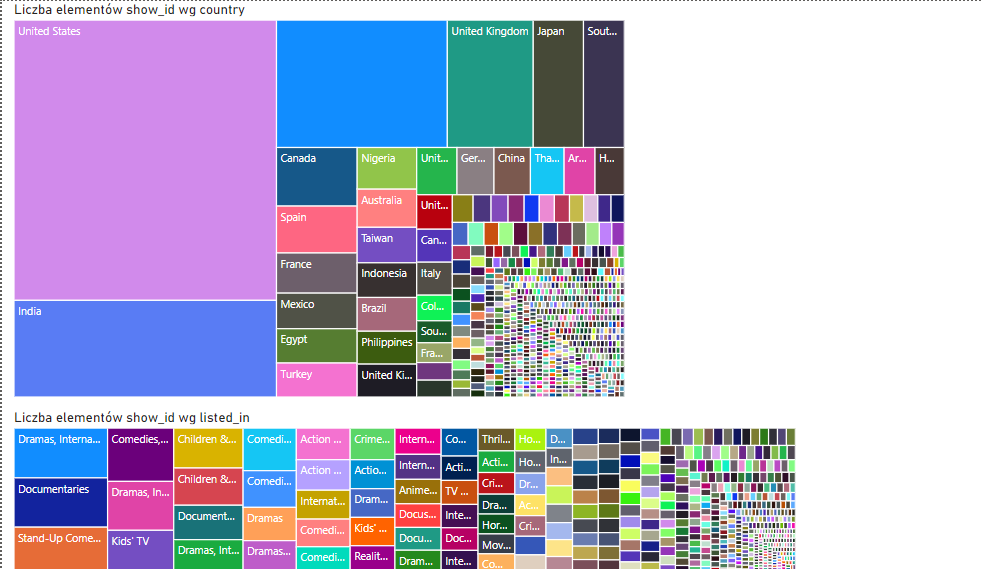 Liczba elementów show_id wg country
United States
United Kingdom
Japan
Sout...
Canada
Nigeria
Unit...
Ger...
China
Tha...
Ar...
H...
Australia
Unit...
Spain
Taiwan
Can...
France
Indonesia
Italy
Mexico
Brazil
Col...
India
Sou...
Egypt
Philippines
Fra...
Turkey
United Ki...
Liczba elementów show_id wg listed_in
Dramas, Interna...
Comedies,...
Children &...
Comedi...
Action ...
Crime...
Intern...
Co...
Thril...
Ho...
D...
Action ...
Actio...
Intern...
Acti...
Acti...
Ho...
In...
Documentaries
Dramas, In...
Children &...
Comedi...
Internat...
Dram...
Anime...
TV ...
Cri...
Dr...
Document...
Dramas
Comedi...
Kids' ...
Docus...
Inte...
Dra...
Ac...
Stand-Up Come...
Kids' TV
Docu...
Doc...
Hor...
Cri...
Dramas, Int...
Dramas...
Comedi...
Realit...
Dram...
Inte...
Mov...
Co...